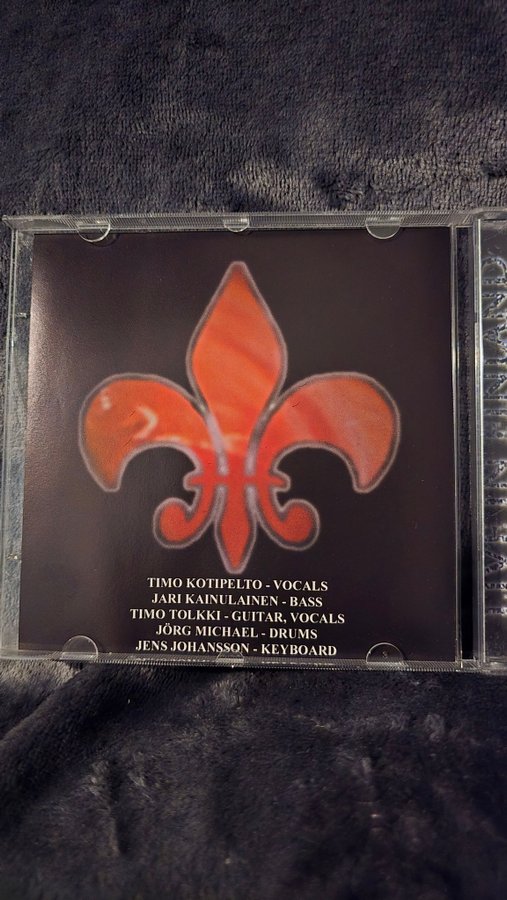 TIMO KOTIPELTO - VOCALS
JARI KAINULAINEN - BASS
TIMO TOLKKI - GUITAR, VOCALS
JÖRG MICHAEL - DRUMS
JENS JOHANSSON - KEYBOARD